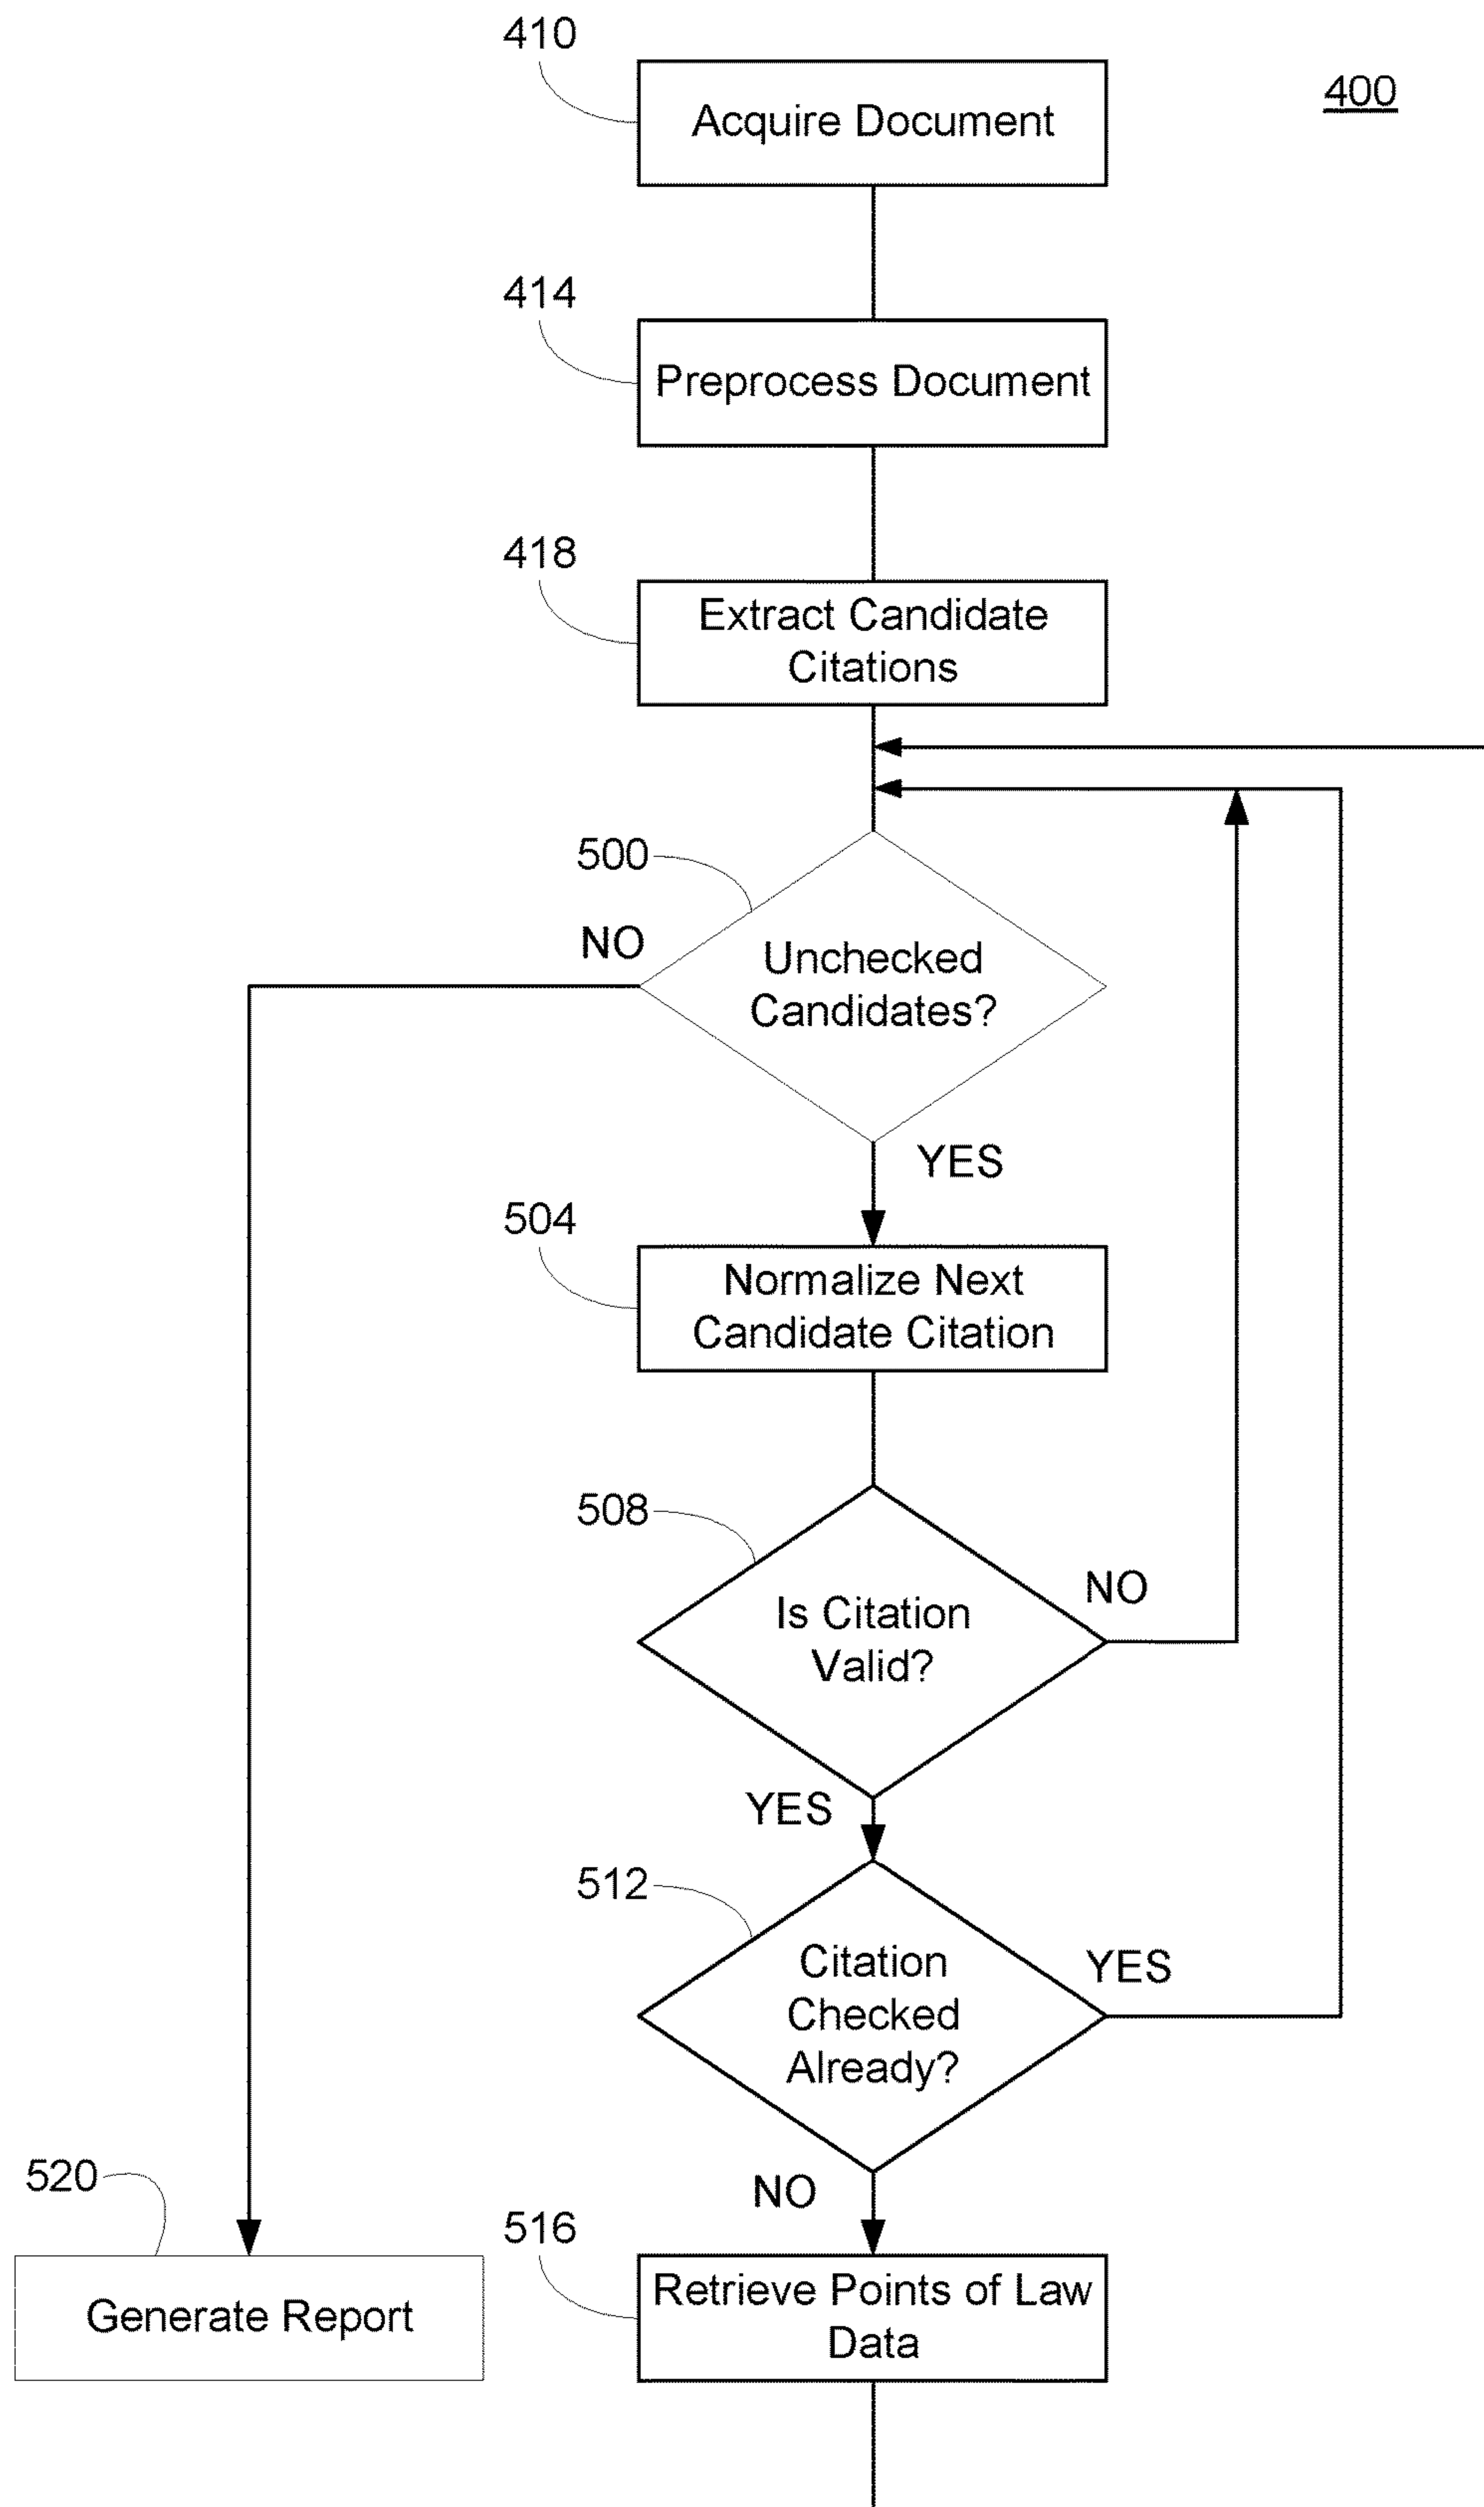 410
Acquire Document
400
414
Preprocess Document
418
Extract Candidate
Citations
500
NO
Unchecked
Candidates?
YES
504
Normalize Next
Candidate Citation
508
Is Citation
Valid?
NO
YES
512
Citation
Checked
Already?
YES
NO
520
Generate Report
516
Retrieve Points of Law
Data